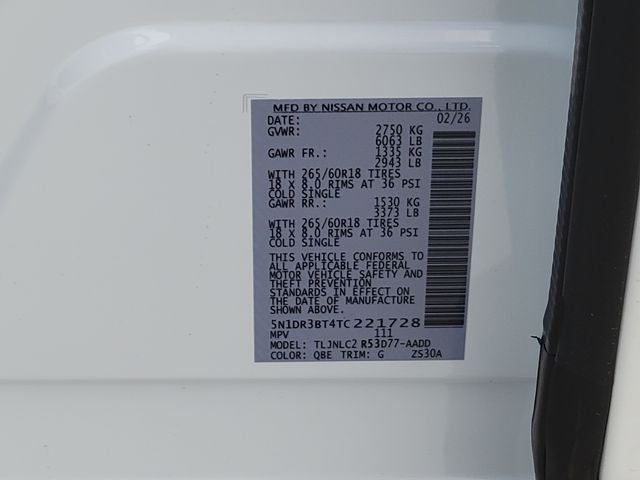 MFD BY NISSAN MOTOR CO., LTD.
DATE: 02/26
GVWR: 2750 KG
6063 LB
GAWR FR.: 1335 KG
2943 LB
WITH 265/60R18 TIRES
18 X 8.0 RIMS AT 36 PSI
COLD SINGLE
GAWR RR.: 1530 KG
3373 LB
WITH 265/60R18 TIRES
18 X 8.0 RIMS AT 36 PSI
COLD SINGLE
THIS VEHICLE CONFORMS TO
ALL APPLICABLE FEDERAL
MOTOR VEHICLE SAFETY AND
THEFT PREVENTION
STANDARDS IN EFFECT ON
THE DATE OF MANUFACTURE
SHOWN ABOVE.
5N1DR3BT4TC221728
MPV 111
MODEL: TLJNLC2 R53D77-AADD
COLOR: QBE TRIM: G ZS30A